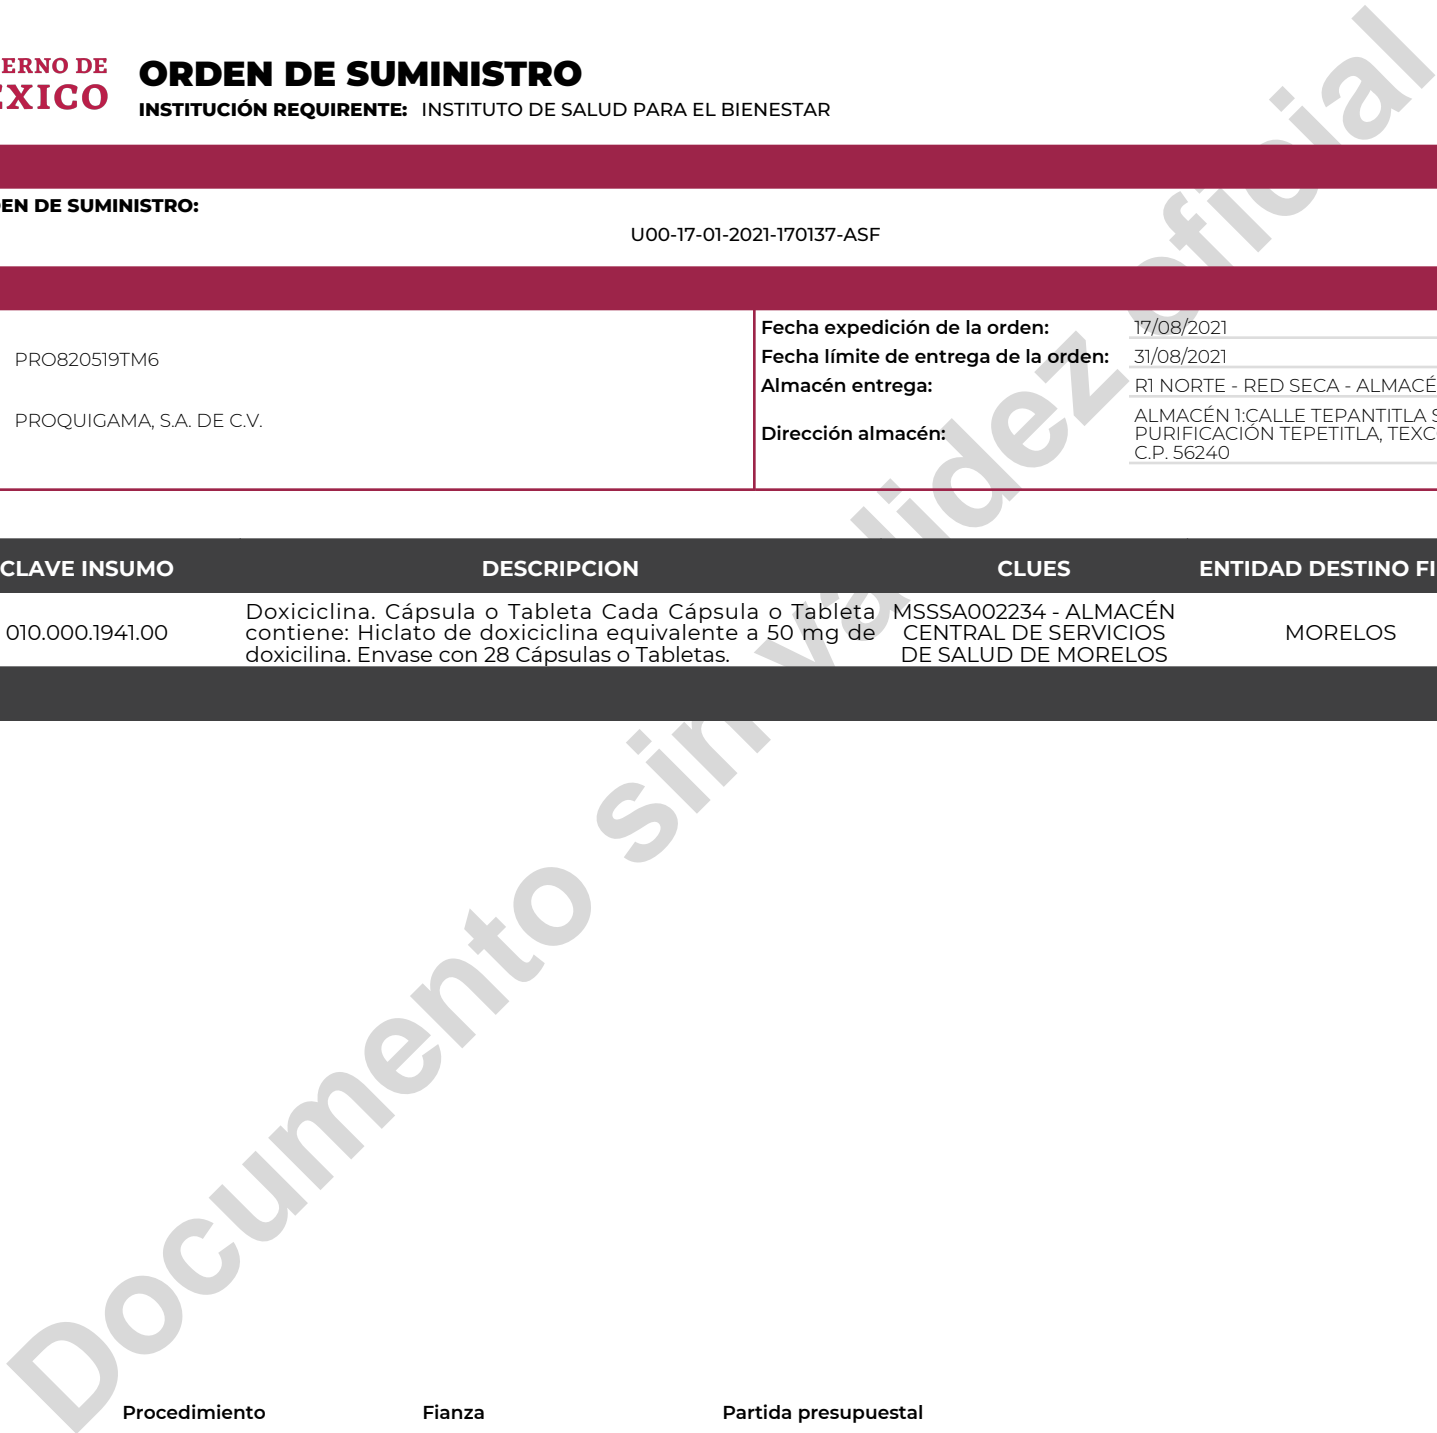 ERNO DE
ORDEN DE SUMINISTRO
INSTITUCIÓN REQUIRENTE: INSTITUTO DE SALUD PARA EL BIENESTAR
EN DE SUMINISTRO:
U00-17-01-2021-170137-ASF
PRO820519TM6
PROQUIGAMA, S.A. DE C.V.
Fecha expedición de la orden: 17/08/2021
Fecha límite de entrega de la orden: 31/08/2021
Almacén entrega: R1 NORTE - RED SECA - ALMACÉ
Dirección almacén:
ALMACÉN 1:CALLE TEPANTITLA S
PURIFICACIÓN TEPETITLA, TEXC
C.P. 56240
CLAVE INSUMO DESCRIPCION CLUES ENTIDAD DESTINO FI
010.000.1941.00
Doxiciclina. Cápsula o Tableta Cada Cápsula o Tableta
contiene: Hiclato de doxiciclina equivalente a 50 mg de
doxicilina. Envase con 28 Cápsulas o Tabletas.
MSSSA002234 - ALMACÉN
CENTRAL DE SERVICIOS
DE SALUD DE MORELOS
MORELOS
Documento sin validez oficial
Procedimiento Fianza Partida presupuestal